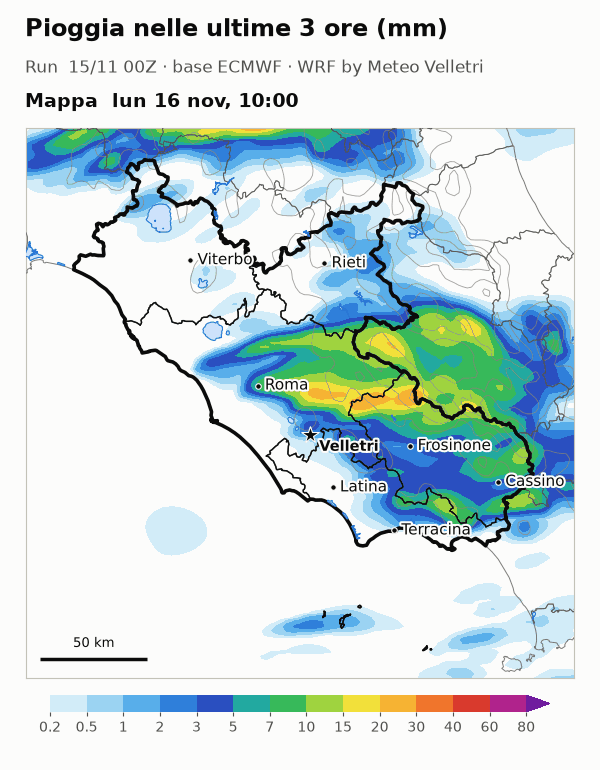 Pioggia nelle ultime 3 ore (mm)
Run  15/11 00Z · base ECMWF · WRF by Meteo Velletri
Mappa  lun 16 nov, 10:00
Viterbo
Rieti
Roma
Velletri
Frosinone
Cassino
Latina
Terracina
50 km
0.2 0.5 1 2 3 5 7 10 15 20 30 40 60 80